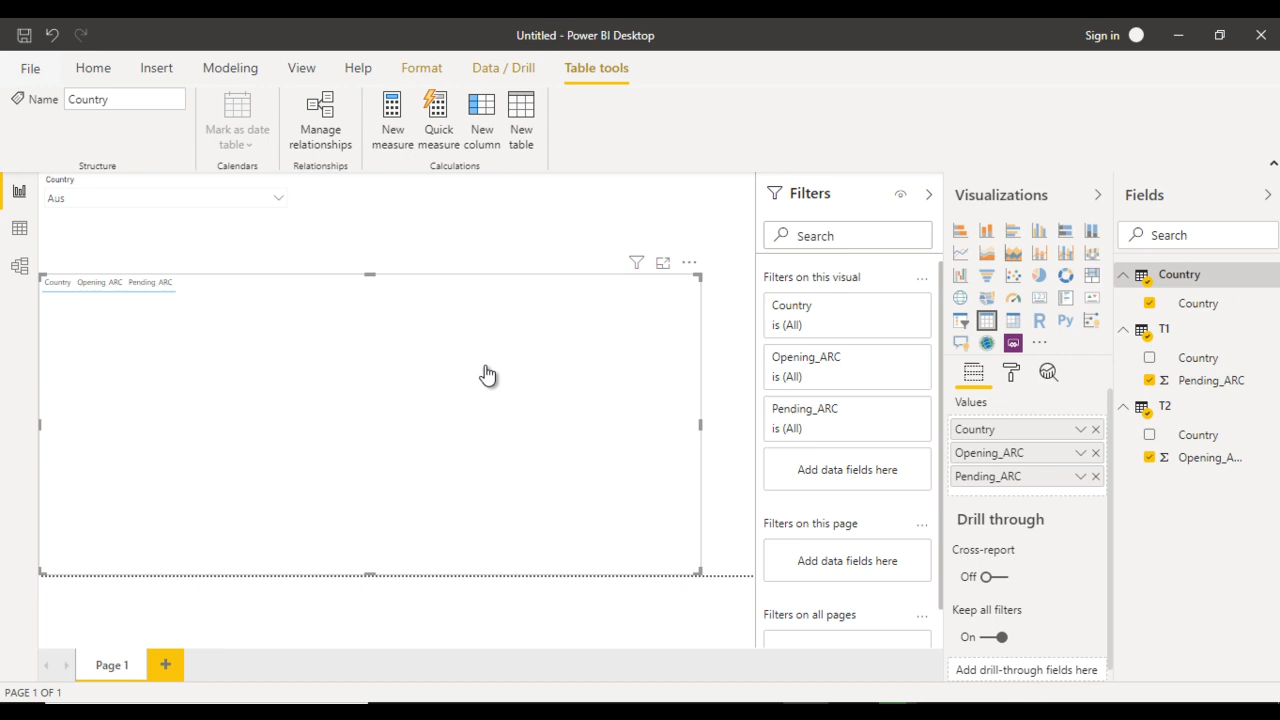 Untitled - Power BI Desktop
Sign in
File Home Insert Modeling View Help Format Data / Drill Table tools
Name Country
Mark as date table
Manage relationships
New measure
Quick measure
New column
New table
Structure
Calendars
Relationships
Calculations
Country
Aus
Country Opening_ARC Pending_ARC
Filters
Search
Filters on this visual ...
Country
is (All)
Opening_ARC
is (All)
Pending_ARC
is (All)
Add data fields here
Filters on this page ...
Add data fields here
Filters on all pages ...
Visualizations
R Py
...
Values
Country
Opening_ARC
Pending_ARC
Drill through
Cross-report
Off
Keep all filters
On
Add drill-through fields here
Fields
Search
Country
Country
T1
Country
Σ Pending_ARC
T2
Country
Σ Opening_A...
Page 1
PAGE 1 OF 1